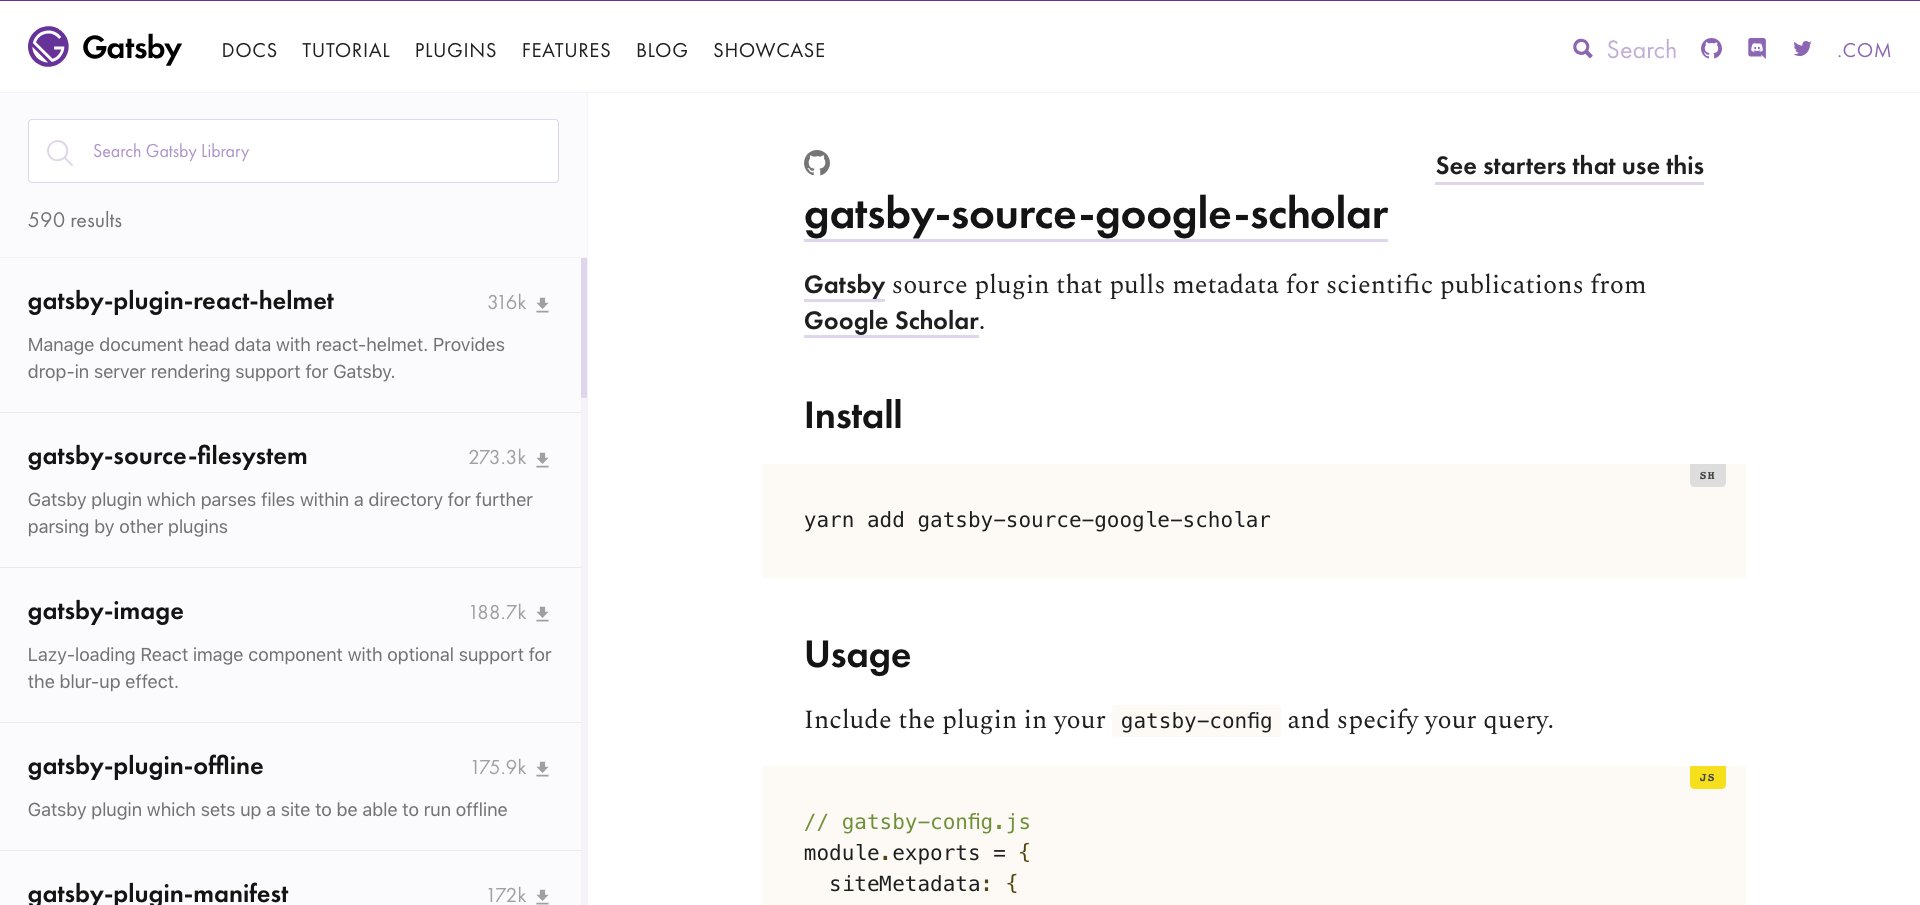 Gatsby DOCS TUTORIAL PLUGINS FEATURES BLOG SHOWCASE Search .COM
Search Gatsby Library
590 results
gatsby-plugin-react-helmet 316k
Manage document head data with react-helmet. Provides
drop-in server rendering support for Gatsby.
gatsby-source-filesystem 273.3k
Gatsby plugin which parses files within a directory for further
parsing by other plugins
gatsby-image 188.7k
Lazy-loading React image component with optional support for
the blur-up effect.
gatsby-plugin-offline 175.9k
Gatsby plugin which sets up a site to be able to run offline
gatsby-plugin-manifest 172k
See starters that use this
gatsby-source-google-scholar
Gatsby source plugin that pulls metadata for scientific publications from
Google Scholar.
Install
SH
yarn add gatsby-source-google-scholar
Usage
Include the plugin in your gatsby-config and specify your query.
JS
// gatsby-config.js
module.exports = {
siteMetadata: {